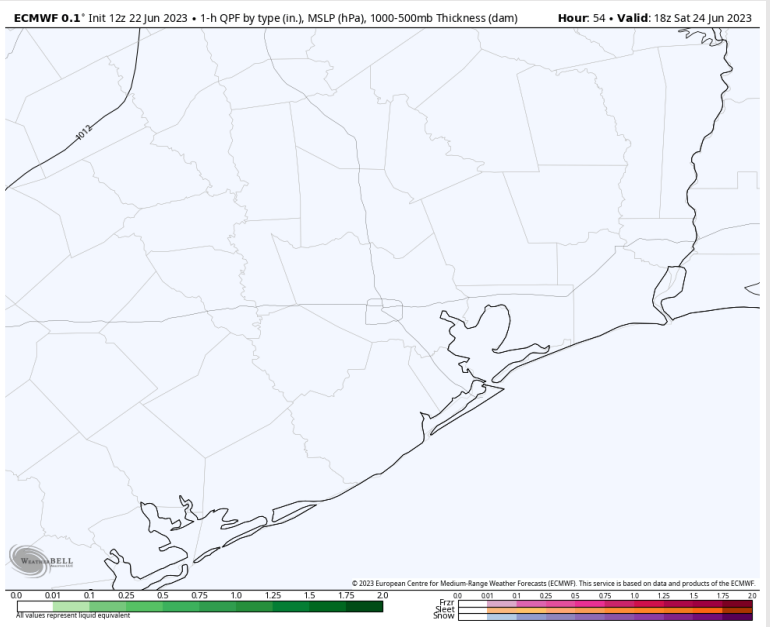 ECMWF 0.1° Init 12z 22 Jun 2023 • 1-h QPF by type (in.), MSLP (hPa), 1000-500mb Thickness (dam) Hour: 54 • Valid: 18z Sat 24 Jun 2023
1012
WEATHERBELL
© 2023 European Centre for Medium-Range Weather Forecasts (ECMWF). This service is based on data and products of the ECMWF.
0.0 0.01 0.1 0.25 0.5 0.75 1.0 1.25 1.5 1.75 2.0
All values represent liquid equivalent
0.0 0.01 0.1 0.25 0.5 0.75 1.0 1.25 1.5 1.75 2.0
Frzr
Sleet
Snow